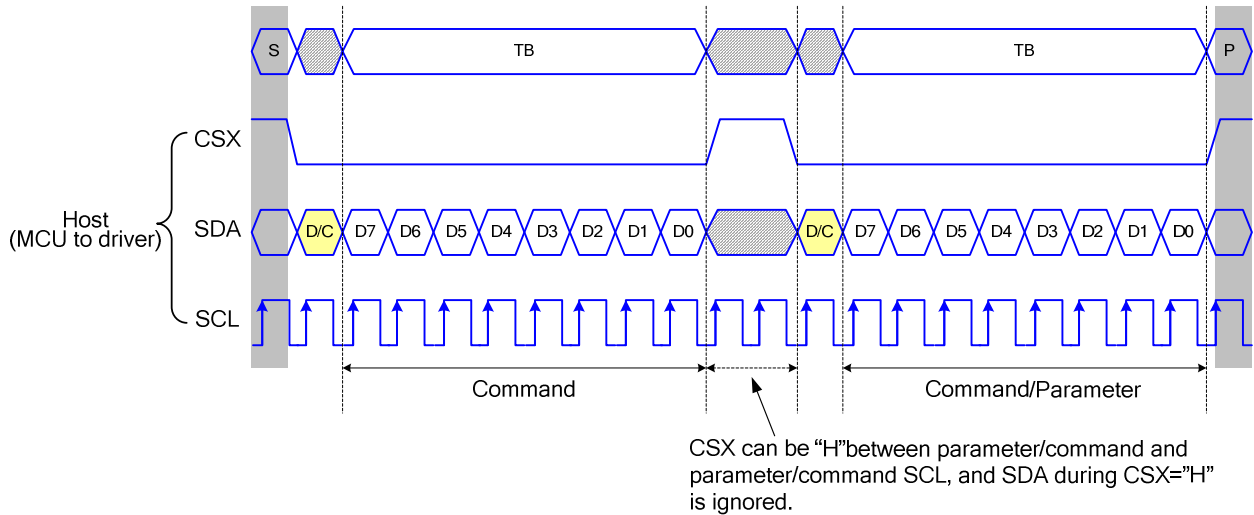 S TB TB P
CSX
Host
(MCU to driver)
SDA D/C D7 D6 D5 D4 D3 D2 D1 D0 D/C D7 D6 D5 D4 D3 D2 D1 D0
SCL
Command Command/Parameter
CSX can be “H”between parameter/command and
parameter/command SCL, and SDA during CSX=”H”
is ignored.